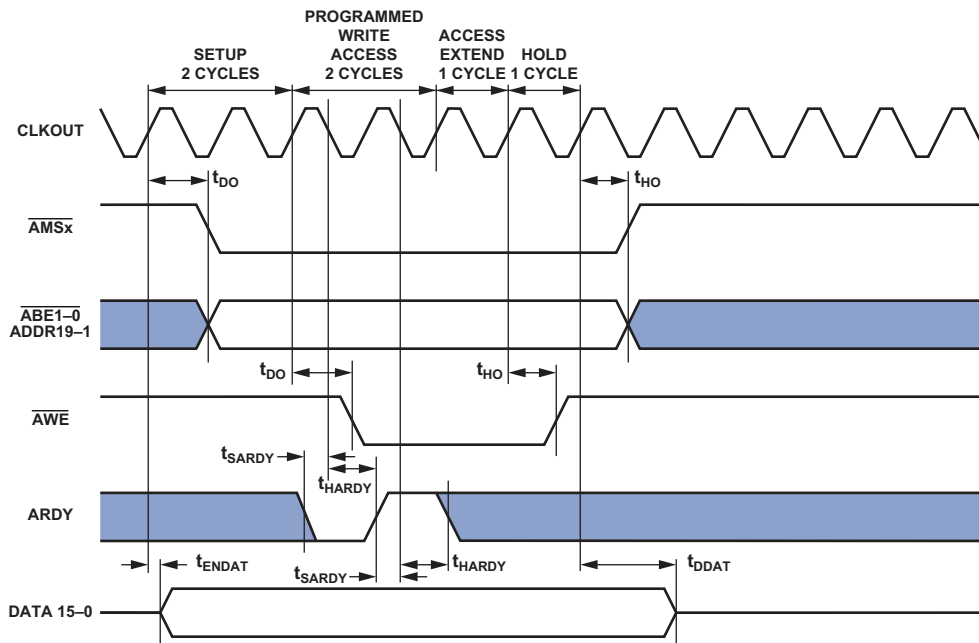 PROGRAMMED
WRITE
ACCESS
2 CYCLES
SETUP
2 CYCLES
ACCESS
EXTEND
1 CYCLE
HOLD
1 CYCLE
CLKOUT
tDO
tHO
AMSx
ABE1–0
ADDR19–1
tDO
tHO
AWE
tSARDY
tHARDY
ARDY
tENDAT
tSARDY
tHARDY
tDDAT
DATA 15–0